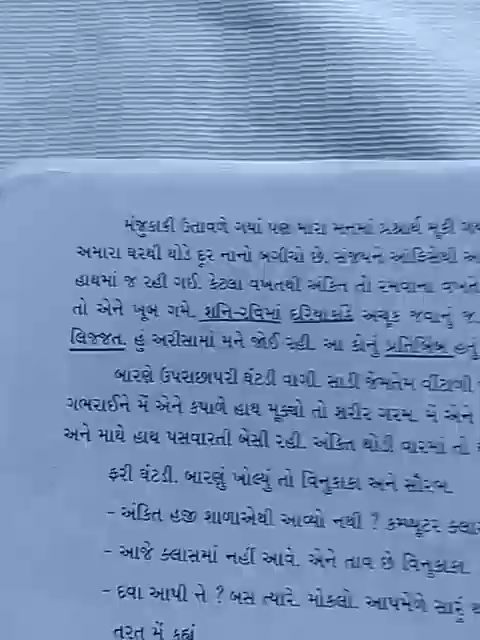 મંજુકાકી ઉતાવળે ગયાં પણ મારા મનમાં પ્રશ્નાર્થ મૂકી
અમારા ઘરથી થોડે દૂર નાનો બગીચો છે. સંજયને ઑફિસેથી
હાથમાં જ રહી ગઈ. કેટલા વખતથી અંકિત તો રમવાના
તો એને ખૂબ ગમે. શનિ-રવિમાં દરિયાકાંઠે અચૂક જવાનું જ
લિજ્જત. હું અરીસામાં મને જોઈ રહી. આ કોનું પ્રતિબિંબ હતું
બારણે ઉપરાછાપરી ઘંટડી વાગી. સાડી જેમતેમ વીંટાળી
ગભરાઈને મેં એને કપાળે હાથ મૂક્યો તો શરીર ગરમ. મેં એને
અને માથે હાથ પસવારતી બેસી રહી. અંકિત થોડી વારમાં તો
ફરી ઘંટડી. બારણું ખોલ્યું તો વિનુકાકા અને સૌરભ
– અંકિત હજી શાળાએથી આવ્યો નથી ? કમ્પ્યૂટર
– આજે ક્લાસમાં નહીં આવે. એને તાવ છે વિનુકાકા
– દવા આપી ને ? બસ ત્યારે. મોકલો. આપમેળે સારું
તરત મેં કહ્યું